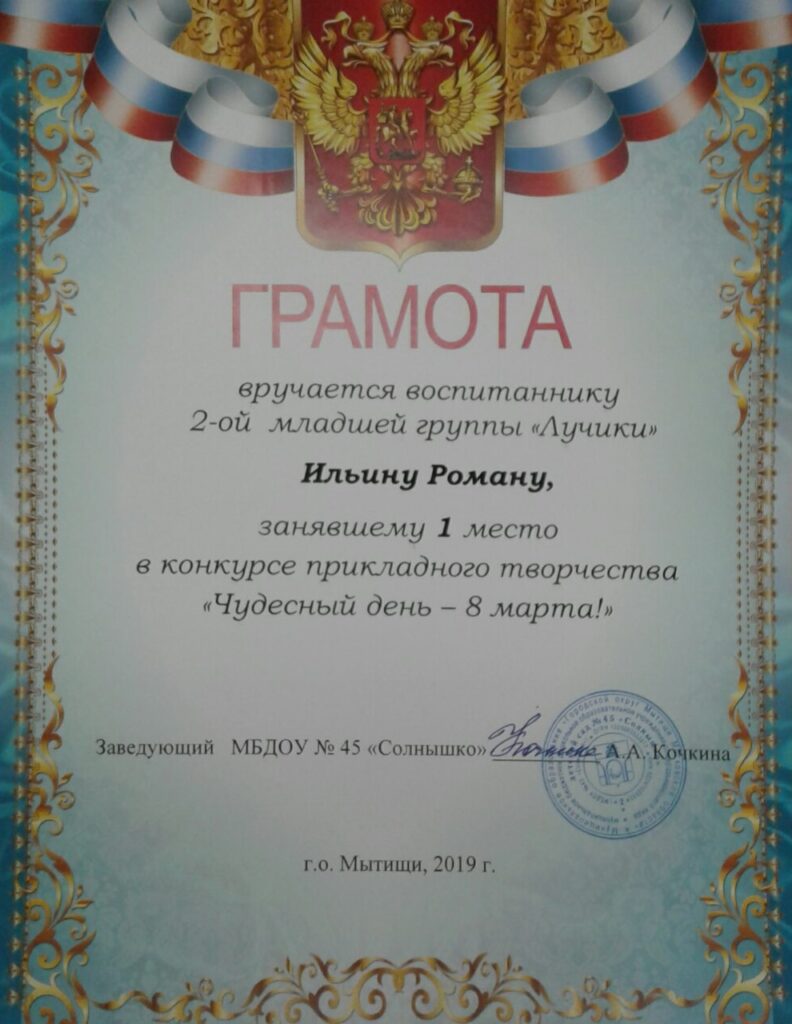 ГРАМОТА
вручается воспитаннику
2-ой младшей группы «Лучики»
Ильину Роману,
занявшему 1 место
в конкурсе прикладного творчества
«Чудесный день – 8 марта!»
Заведующий МБДОУ № 45 «Солнышко» А.А. Кочкина
г.о. Мытищи, 2019 г.